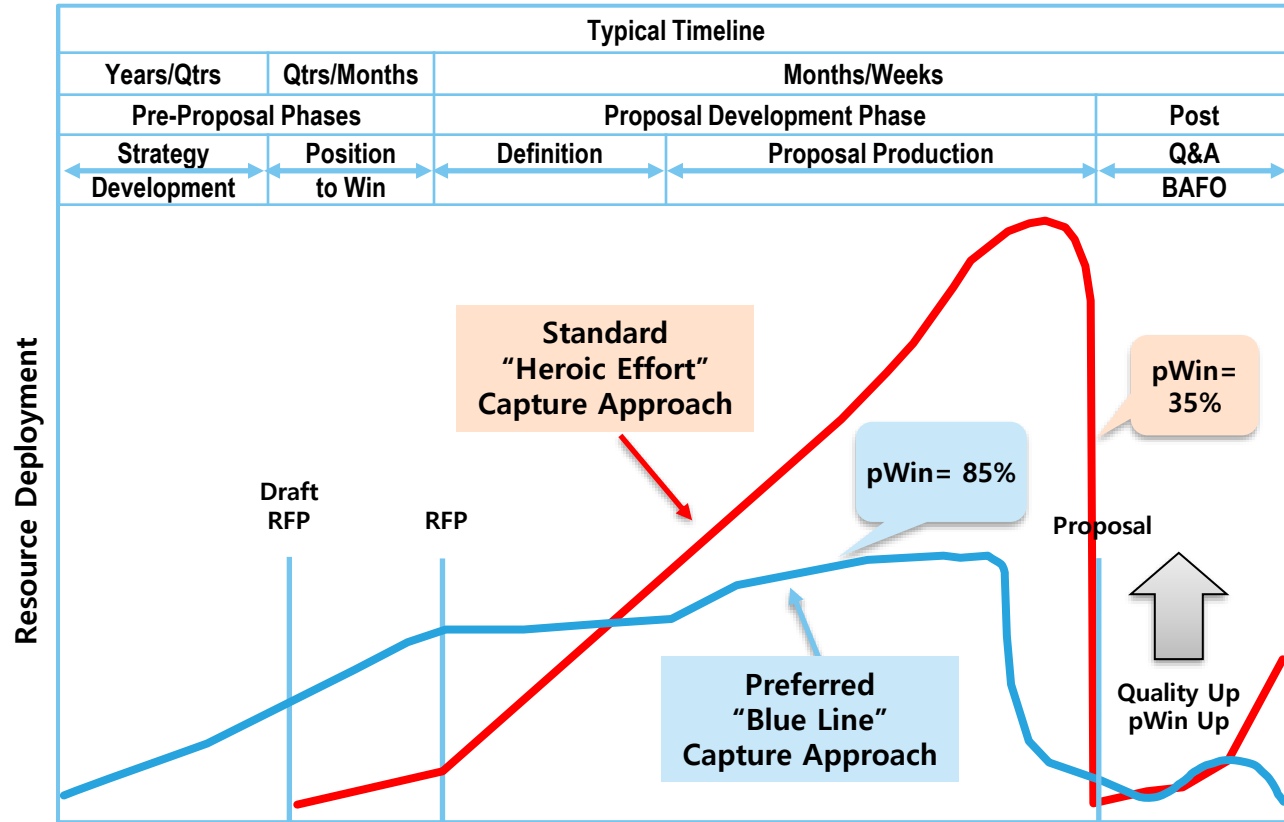 Typical Timeline
Years/Qtrs
Qtrs/Months
Months/Weeks
Pre-Proposal Phases
Proposal Development Phase
Post
Strategy
Development
Position
to Win
Definition
Proposal Production
Q&A
BAFO
Resource Deployment
Standard
“Heroic Effort”
Capture Approach
pWin=
35%
pWin= 85%
Draft
RFP
RFP
Proposal
Preferred
“Blue Line”
Capture Approach
Quality Up
pWin Up